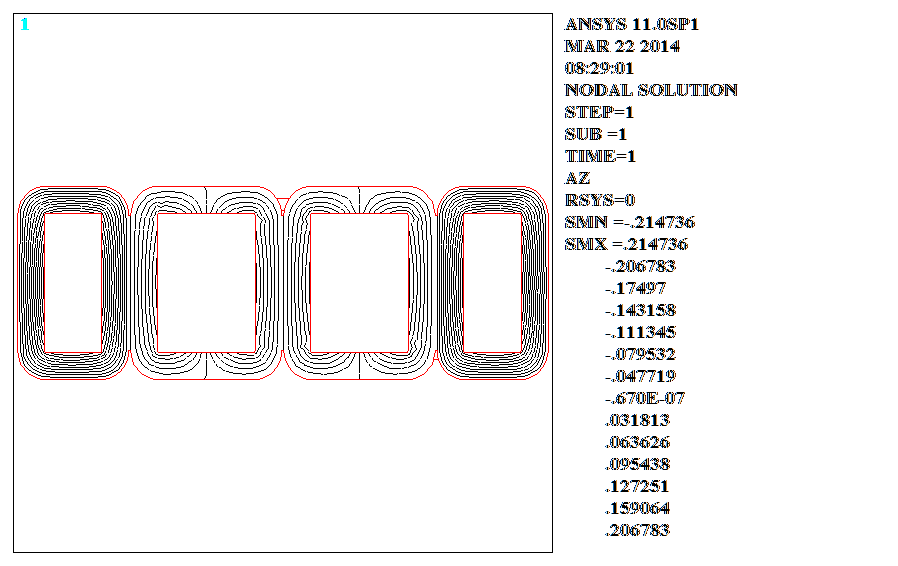 1
ANSYS 11.0SP1
MAR 22 2014
08:29:01
NODAL SOLUTION
STEP=1
SUB =1
TIME=1
AZ
RSYS=0
SMN =-.214736
SMX =.214736
-.206783
-.17497
-.143158
-.111345
-.079532
-.047719
-.670E-07
.031813
.063626
.095438
.127251
.159064
.206783